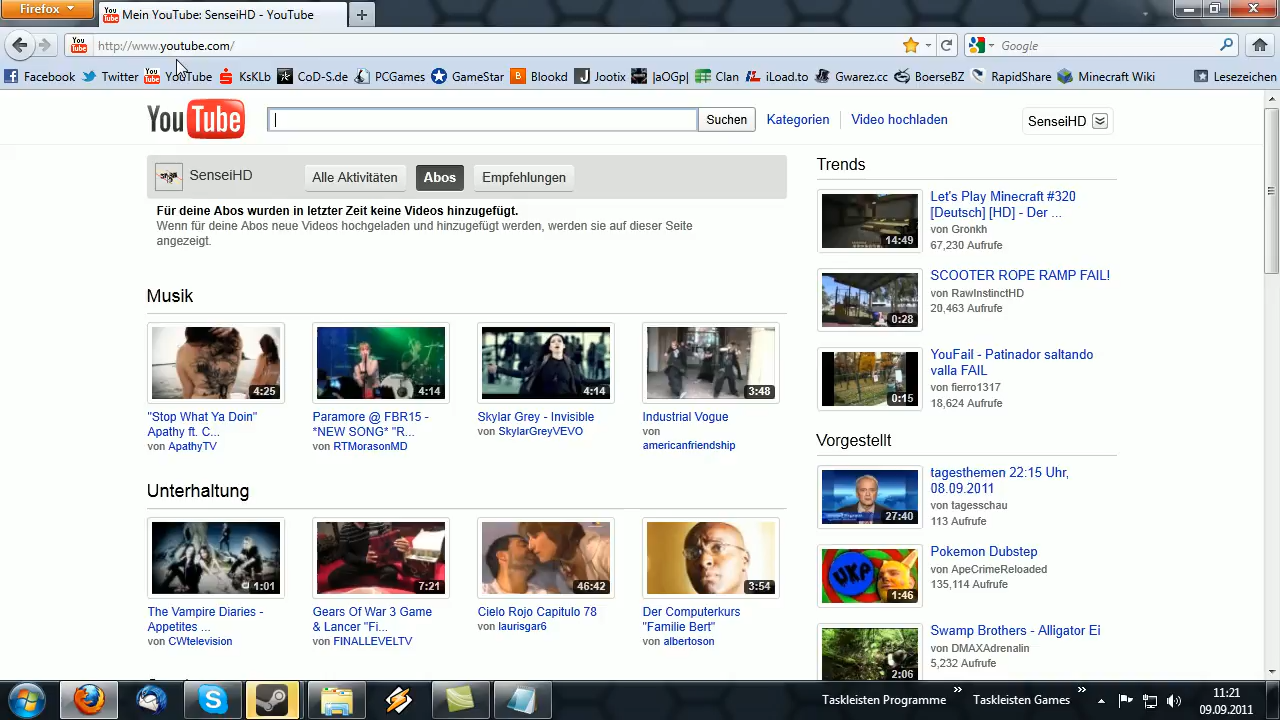 Firefox
Mein YouTube: SenseiHD - YouTube
http://www.youtube.com/
Google
Facebook
Twitter
YouTube
KsKLb
CoD-S.de
PCGames
GameStar
Blookd
Jootix
|aOGp|
Clan
iLoad.to
Gwarez.cc
BoerseBZ
RapidShare
Minecraft Wiki
Lesezeichen
YouTube
Suchen
Kategorien
Video hochladen
SenseiHD
SenseiHD
Alle Aktivitäten
Abos
Empfehlungen
Für deine Abos wurden in letzter Zeit keine Videos hinzugefügt.
Wenn für deine Abos neue Videos hochgeladen und hinzugefügt werden, werden sie auf dieser Seite
angezeigt.
Musik
4:25
"Stop What Ya Doin"
Apathy ft. C...
von ApathyTV
4:14
Paramore @ FBR15 -
*NEW SONG* "R...
von RTMorasonMD
4:14
Skylar Grey - Invisible
von SkylarGreyVEVO
3:48
Industrial Vogue
von
americanfriendship
Unterhaltung
1:01
The Vampire Diaries -
Appetites ...
von CWtelevision
7:21
Gears Of War 3 Game
& Lancer "Fi...
von FINALLEVELTV
46:42
Cielo Rojo Capitulo 78
von laurisgar6
3:54
Der Computerkurs
"Familie Bert"
von albertoson
Trends
14:49
Let's Play Minecraft #320
[Deutsch] [HD] - Der ...
von Gronkh
67,230 Aufrufe
0:28
SCOOTER ROPE RAMP FAIL!
von RawInstinctHD
20,463 Aufrufe
0:15
YouFail - Patinador saltando
valla FAIL
von fierro1317
18,624 Aufrufe
Vorgestellt
27:40
tagesthemen 22:15 Uhr,
08.09.2011
von tagesschau
113 Aufrufe
UKP
1:46
Pokemon Dubstep
von ApeCrimeReloaded
135,114 Aufrufe
2:06
Swamp Brothers - Alligator Ei
von DMAXAdrenalin
5,232 Aufrufe
Taskleisten Programme
Taskleisten Games
11:21
09.09.2011